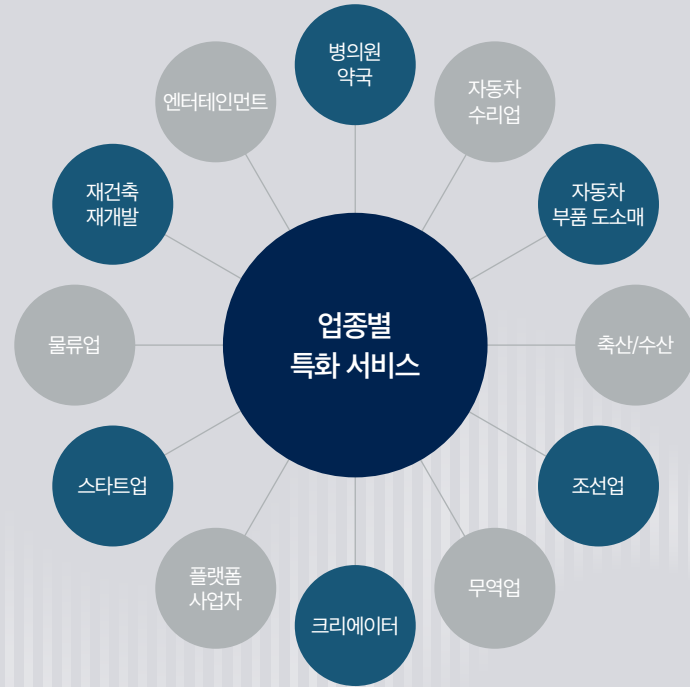 병의원
약국
자동차
수리업
자동차
부품 도소매
축산/수산
조선업
무역업
크리에이터
플랫폼
사업자
스타트업
물류업
재건축
재개발
엔터테인먼트
업종별
특화 서비스